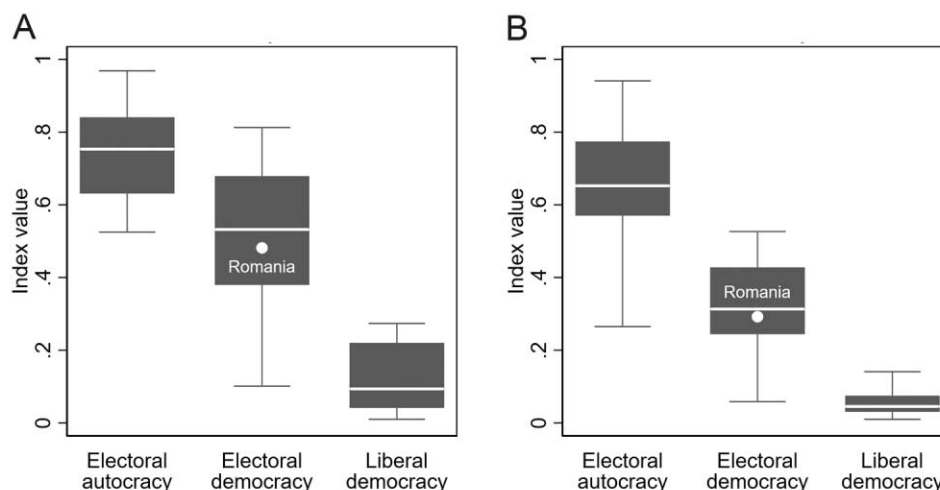 A
Index value
1
.8
.6
.4
.2
0
Romania
Electoral
autocracy
Electoral
democracy
Liberal
democracy
B
Index value
1
.8
.6
.4
.2
0
Romania
Electoral
autocracy
Electoral
democracy
Liberal
democracy